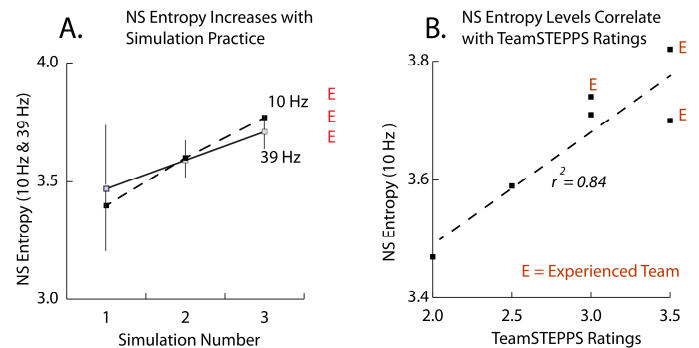 A.
NS Entropy Increases with
Simulation Practice
NS Entropy (10 Hz & 39 Hz)
4.0
3.5
3.0
10 Hz
39 Hz
E
E
E
1 2 3
Simulation Number
B.
NS Entropy Levels Correlate
with TeamSTEPPS Ratings
NS Entropy (10 Hz )
3.8
3.6
3.4
E
E
E
r² = 0.84
E = Experienced Team
2.0 2.5 3.0 3.5
TeamSTEPPS Ratings